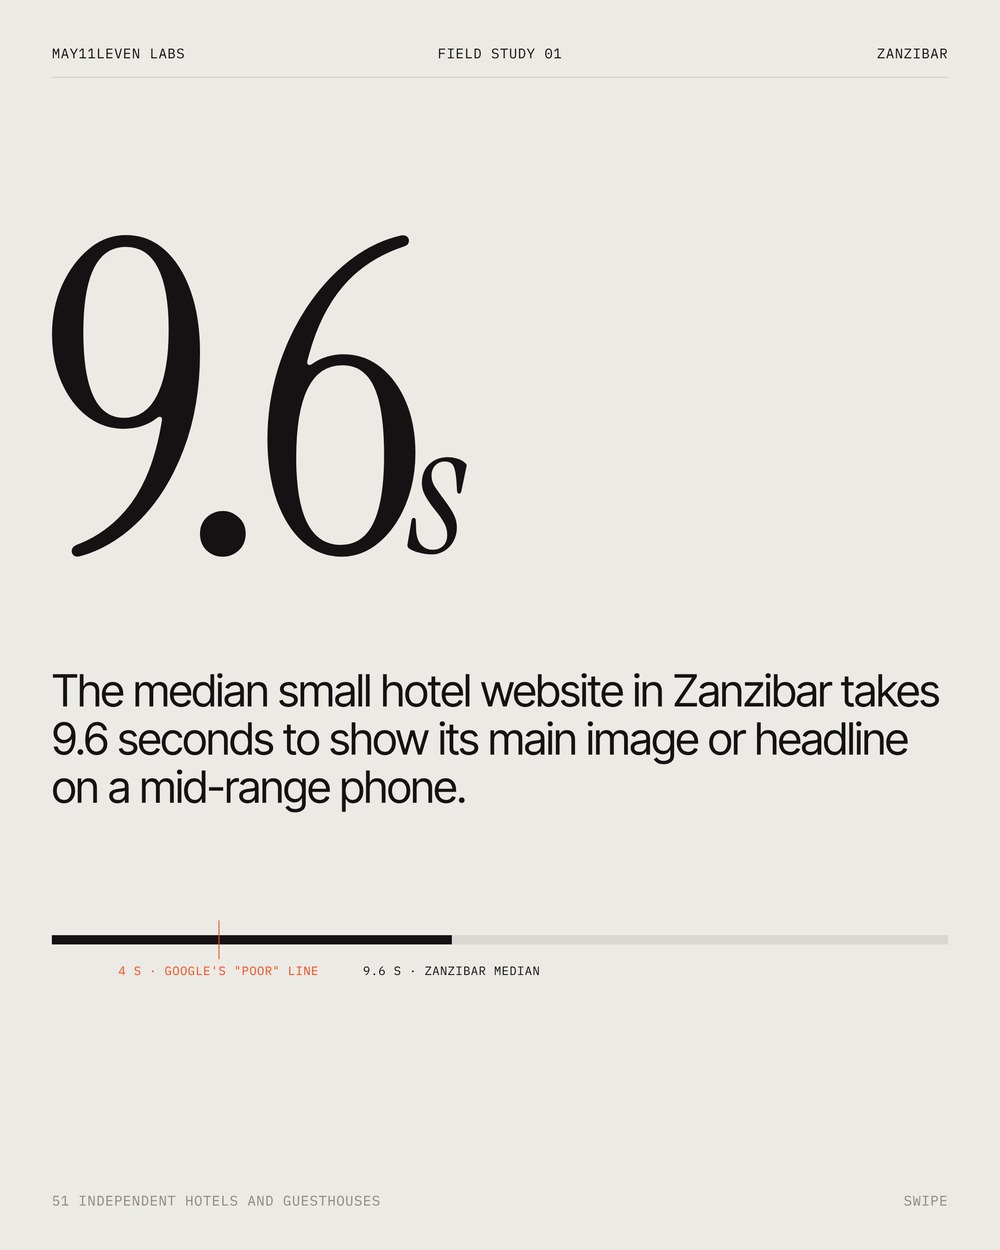 MAY11LEVEN LABS
FIELD STUDY 01
ZANZIBAR
9.6s
The median small hotel website in Zanzibar takes
9.6 seconds to show its main image or headline
on a mid-range phone.
4 S · GOOGLE'S "POOR" LINE
9.6 S · ZANZIBAR MEDIAN
51 INDEPENDENT HOTELS AND GUESTHOUSES
SWIPE